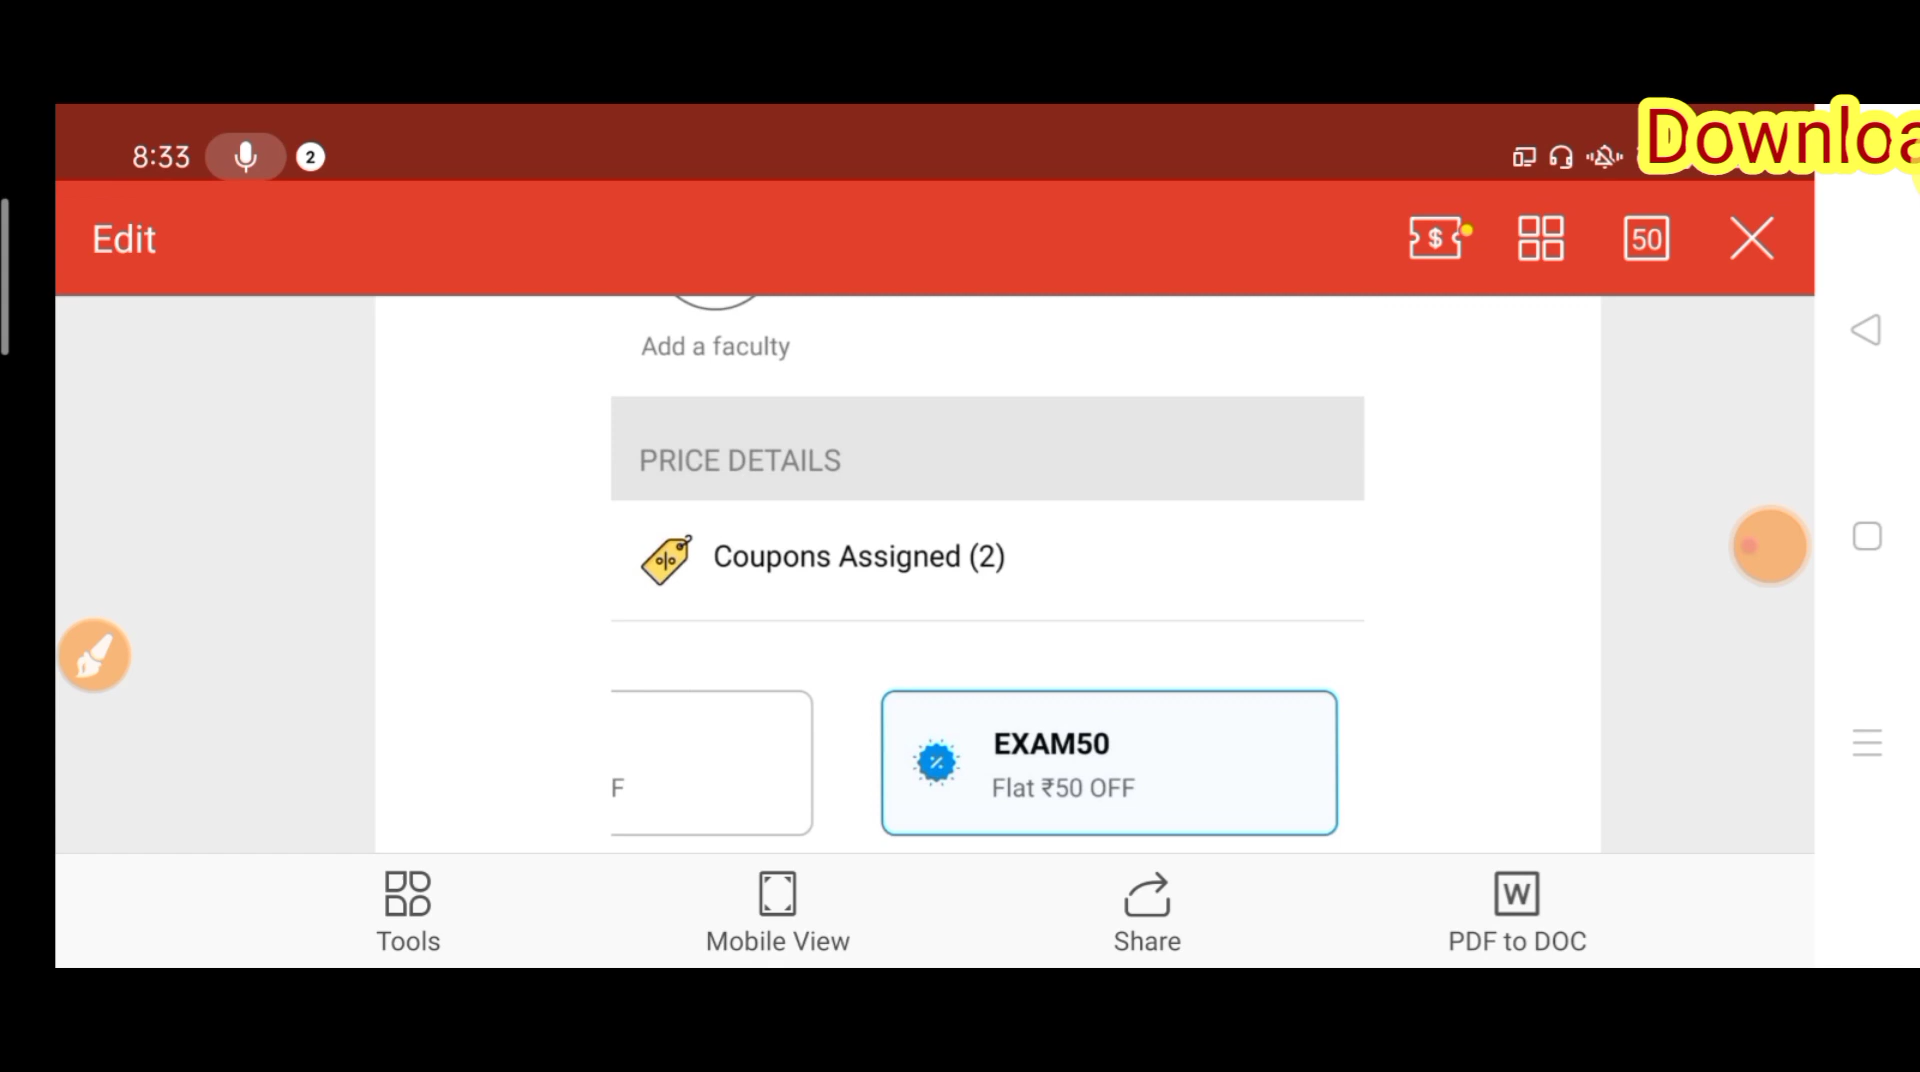 8:33
2
Downloa
Edit
$
50
Add a faculty
PRICE DETAILS
Coupons Assigned (2)
F
EXAM50
Flat ₹50 OFF
Tools
Mobile View
Share
W
PDF to DOC